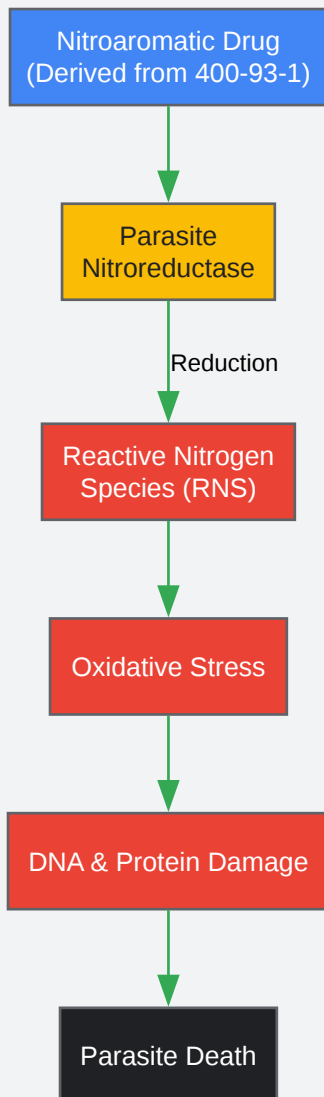 Nitroaromatic Drug
(Derived from 400-93-1)
Parasite
Nitroreductase
Reduction
Reactive Nitrogen
Species (RNS)
Oxidative Stress
DNA & Protein Damage
Parasite Death